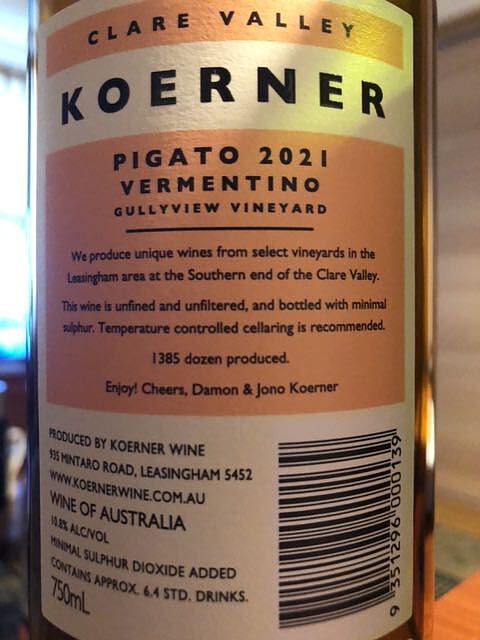 CLARE VALLEY
KOERNER
PIGATO 2021
VERMENTINO
GULLYVIEW VINEYARD
We produce unique wines from select vineyards in the
Leasingham area at the Southern end of the Clare Valley.
This wine is unfined and unfiltered, and bottled with minimal
sulphur. Temperature controlled cellaring is recommended.
1385 dozen produced.
Enjoy! Cheers, Damon & Jono Koerner
PRODUCED BY KOERNER WINE
935 MINTARO ROAD, LEASINGHAM 5452
WWW.KOERNERWINE.COM.AU
WINE OF AUSTRALIA
10.8% ALC/VOL
MINIMAL SULPHUR DIOXIDE ADDED
CONTAINS APPROX. 6.4 STD. DRINKS.
750mL
9 351296 000139